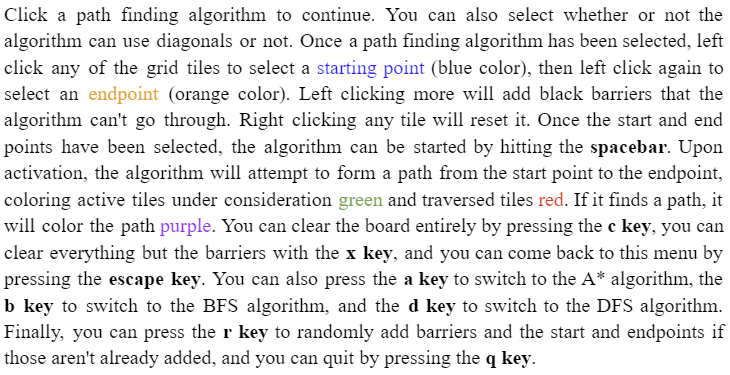 Click a path finding algorithm to continue. You can also select whether or not the
algorithm can use diagonals or not. Once a path finding algorithm has been selected, left
click any of the grid tiles to select a starting point (blue color), then left click again to
select an endpoint (orange color). Left clicking more will add black barriers that the
algorithm can't go through. Right clicking any tile will reset it. Once the start and end
points have been selected, the algorithm can be started by hitting the spacebar. Upon
activation, the algorithm will attempt to form a path from the start point to the endpoint,
coloring active tiles under consideration green and traversed tiles red. If it finds a path, it
will color the path purple. You can clear the board entirely by pressing the c key, you can
clear everything but the barriers with the x key, and you can come back to this menu by
pressing the escape key. You can also press the a key to switch to the A* algorithm, the
b key to switch to the BFS algorithm, and the d key to switch to the DFS algorithm.
Finally, you can press the r key to randomly add barriers and the start and endpoints if
those aren't already added, and you can quit by pressing the q key.